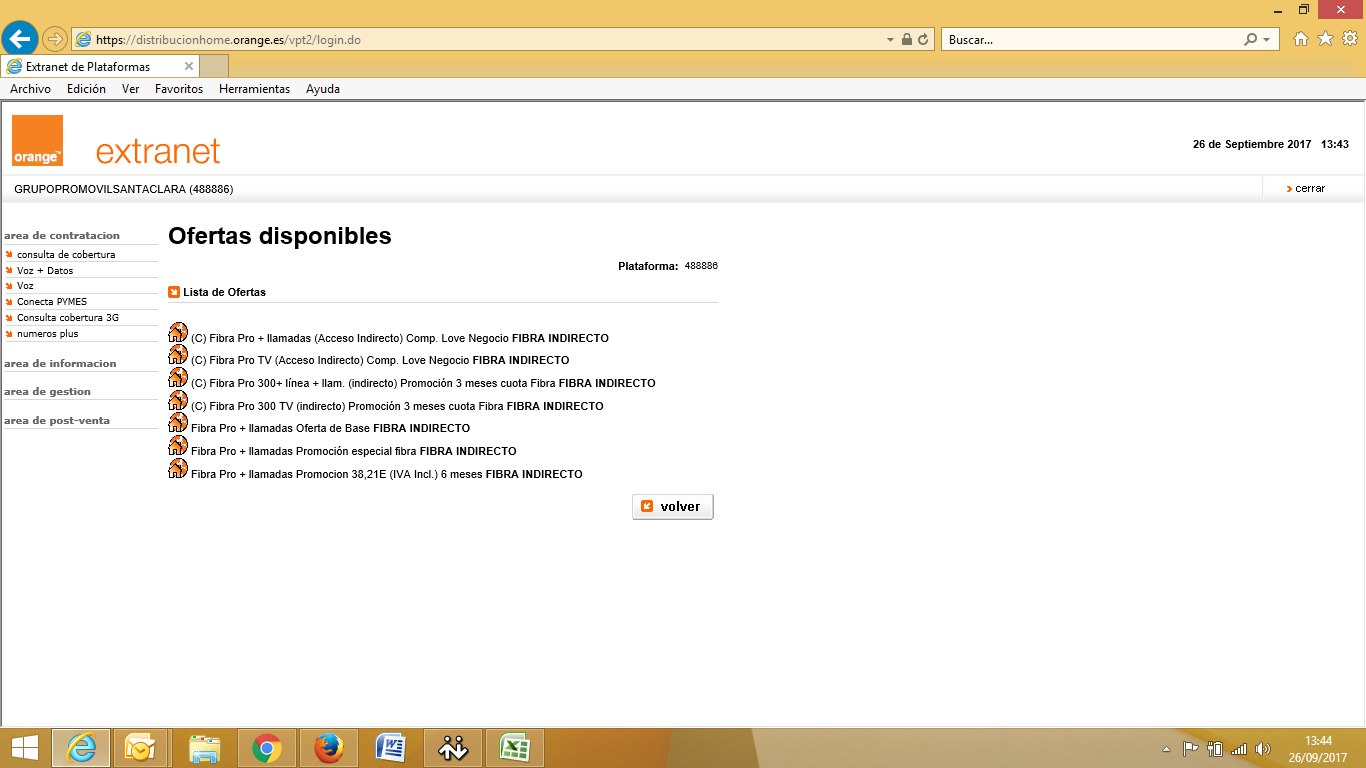 https://distribucionhome.orange.es/vpt2/login.do
Buscar...
Extranet de Plataformas
Archivo Edición Ver Favoritos Herramientas Ayuda
orange™
extranet
26 de Septiembre 2017 13:43
GRUPOPROMOVILSANTACLARA (488886)
cerrar
area de contratacion
consulta de cobertura
Voz + Datos
Voz
Conecta PYMES
Consulta cobertura 3G
numeros plus
area de informacion
area de gestion
area de post-venta
Ofertas disponibles
Plataforma: 488886
Lista de Ofertas
(C) Fibra Pro + llamadas (Acceso Indirecto) Comp. Love Negocio FIBRA INDIRECTO
(C) Fibra Pro TV (Acceso Indirecto) Comp. Love Negocio FIBRA INDIRECTO
(C) Fibra Pro 300+ línea + llam. (indirecto) Promoción 3 meses cuota Fibra FIBRA INDIRECTO
(C) Fibra Pro 300 TV (indirecto) Promoción 3 meses cuota Fibra FIBRA INDIRECTO
Fibra Pro + llamadas Oferta de Base FIBRA INDIRECTO
Fibra Pro + llamadas Promoción especial fibra FIBRA INDIRECTO
Fibra Pro + llamadas Promocion 38,21E (IVA Incl.) 6 meses FIBRA INDIRECTO
volver
13:44
26/09/2017